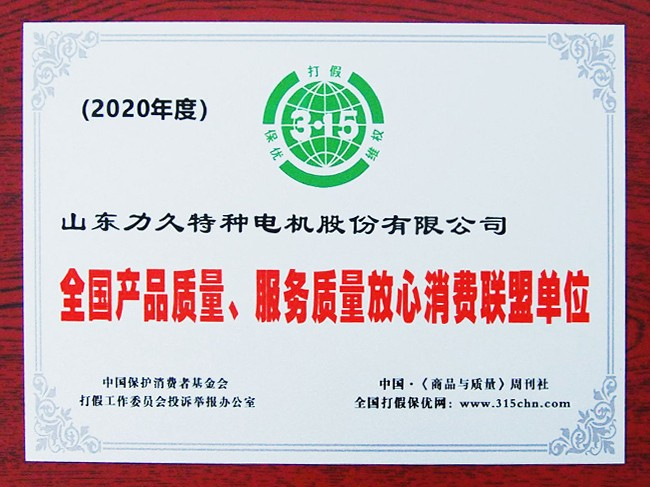 打假
3·15
保优
维权
(2020年度)
山东力久特种电机股份有限公司
全国产品质量、服务质量放心消费联盟单位
中国保护消费者基金会
打假工作委员会投诉举报办公室
中国·《商品与质量》周刊社
全国打假保优网：www.315chn.com